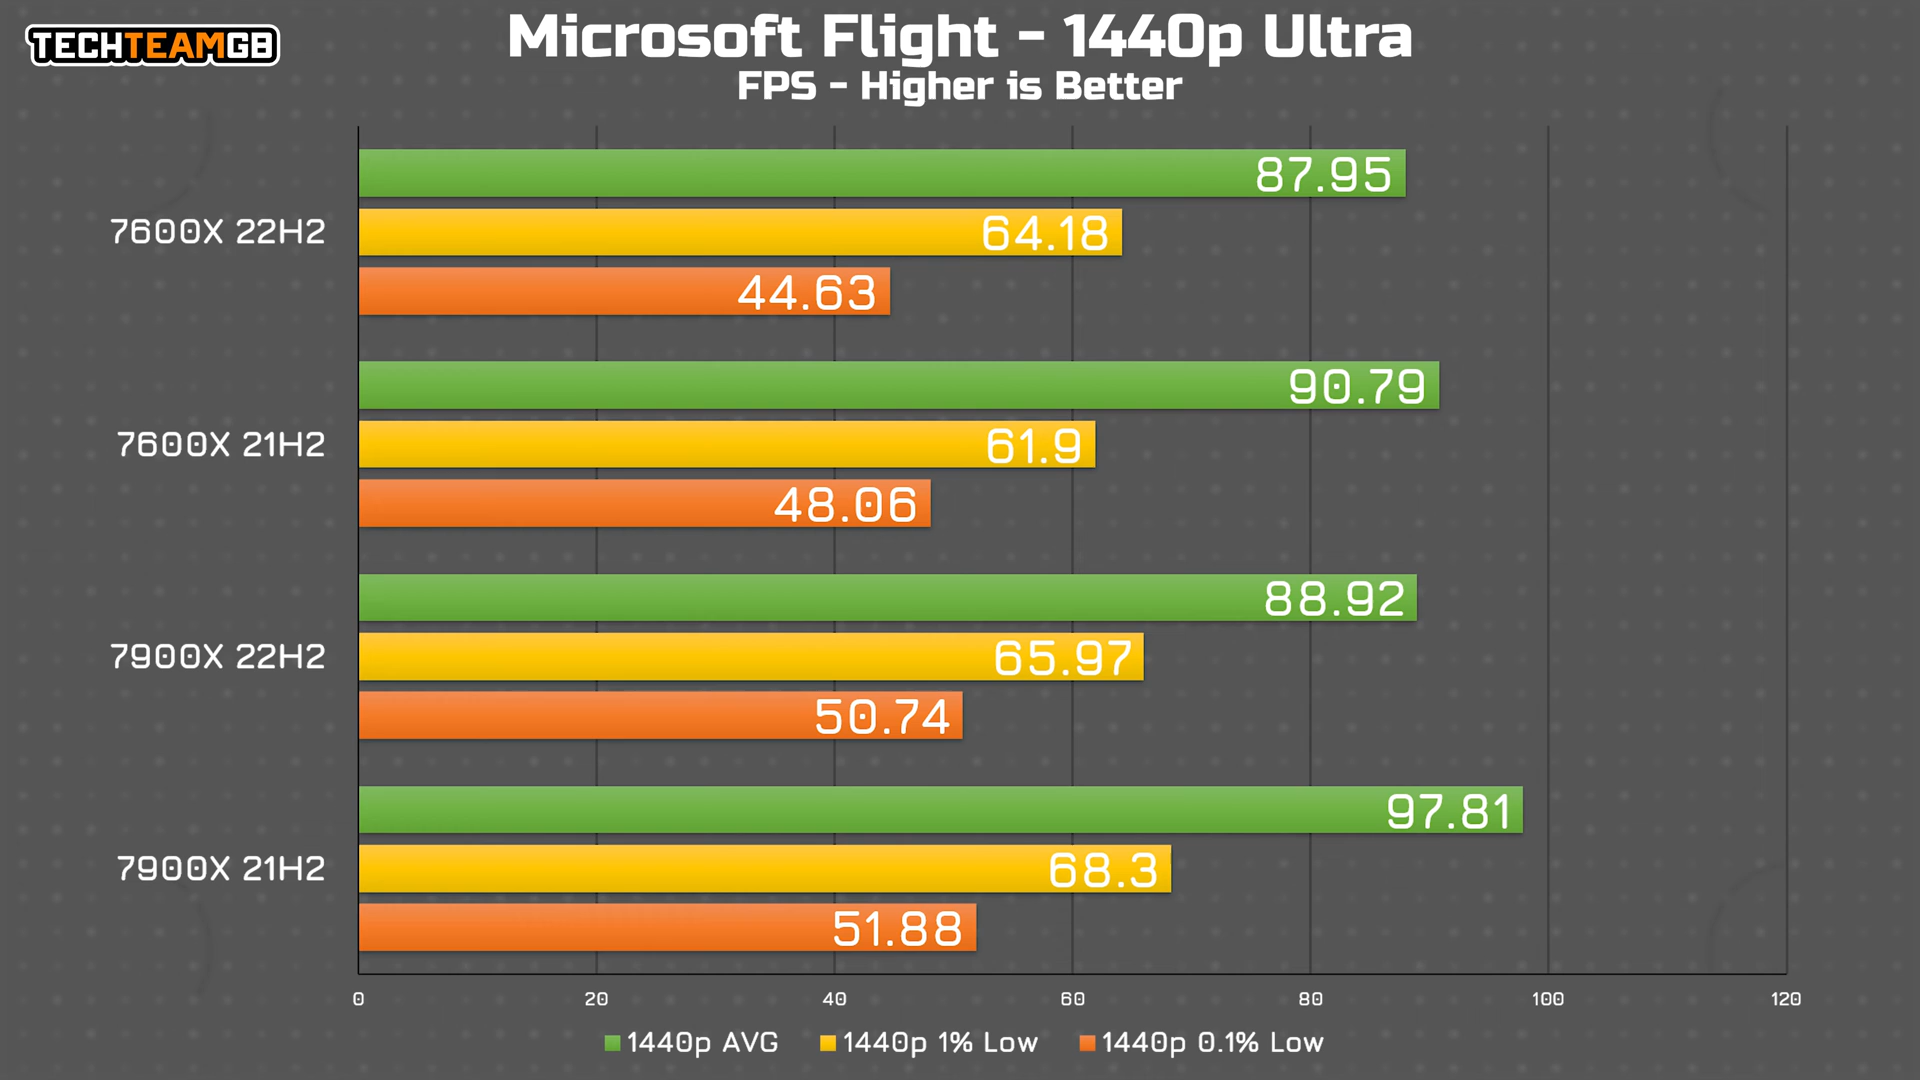 TECHTEAMGB
Microsoft Flight - 1440p Ultra
FPS - Higher is Better
7600X 22H2
87.95
64.18
44.63
7600X 21H2
90.79
61.9
48.06
7900X 22H2
88.92
65.97
50.74
7900X 21H2
97.81
68.3
51.88
0 20 40 60 80 100 120
1440p AVG 1440p 1% Low 1440p 0.1% Low